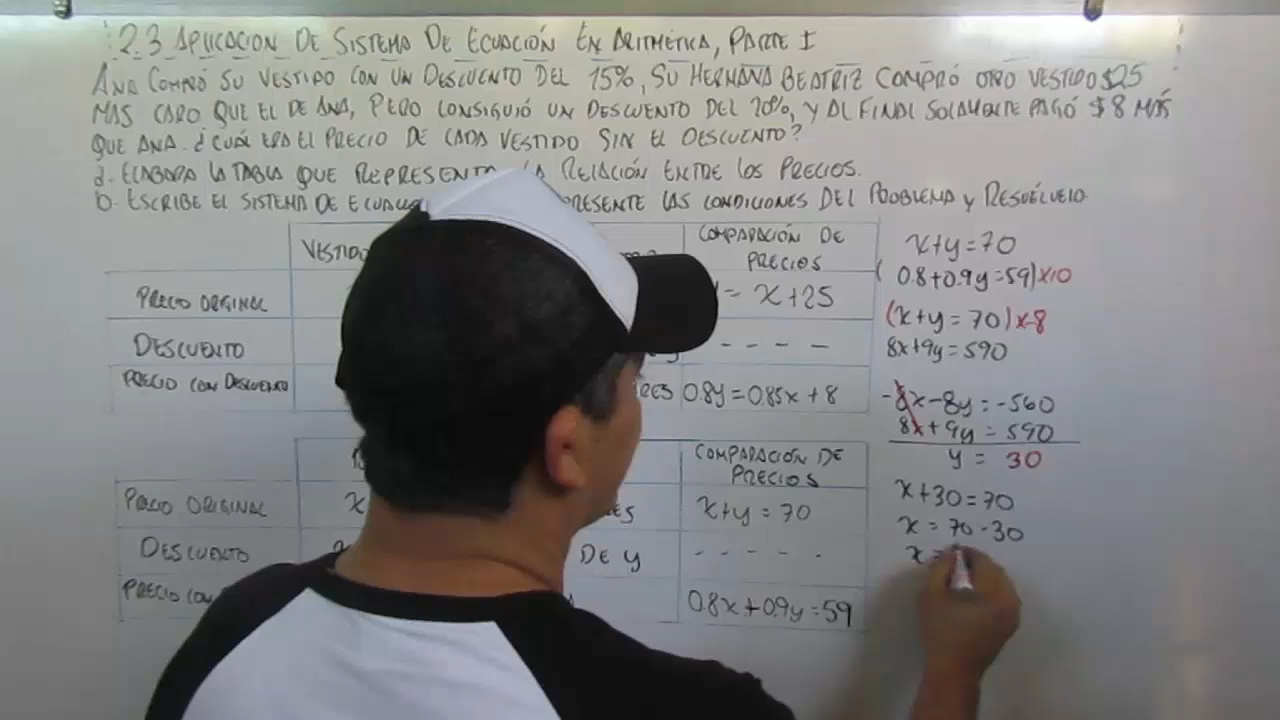 2.3 APLICACION DE SISTEMA DE ECUACIÓN EN ARITMÉTICA, PARTE I
ANA COMPRÓ SU VESTIDO CON UN DESCUENTO DEL 15%, SU HERMANA BEATRIZ COMPRÓ OTRO VESTIDO $25
MAS CARO QUE EL DE ANA, PERO CONSIGUIÓ UN DESCUENTO DEL 20%, Y AL FINAL SOLAMENTE PAGÓ $8 MÁS
QUE ANA. ¿CUÁL ERA EL PRECIO DE CADA VESTIDO SIN EL DESCUENTO?
a- ELABORA LA TABLA QUE REPRESENTA LA RELACIÓN ENTRE LOS PRECIOS.
b- ESCRIBE EL SISTEMA DE LAS CONDICIONES DEL PROBLEMA Y RESUÉLVELO.
VESTIDO COMPARACIÓN DE PRECIOS
PRECIO ORGINAL = x+25
DESCUENTO - - - -
PRECIO CON DESCUENTO 0.8y = 0.85x + 8
COMPARACIÓN DE PRECIOS
PRECIO ORIGINAL x x+y = 70
DESCUENTO DE y - - - -
PRECIO CON 0.8x + 0.9y = 59
x+y = 70
(0.8+0.9y = 59)x10
(x+y = 70)x-8
8x+9y = 590
-8x-8y = -560
8x+9y = 590
y = 30
x+30 = 70
x = 70-30
x =